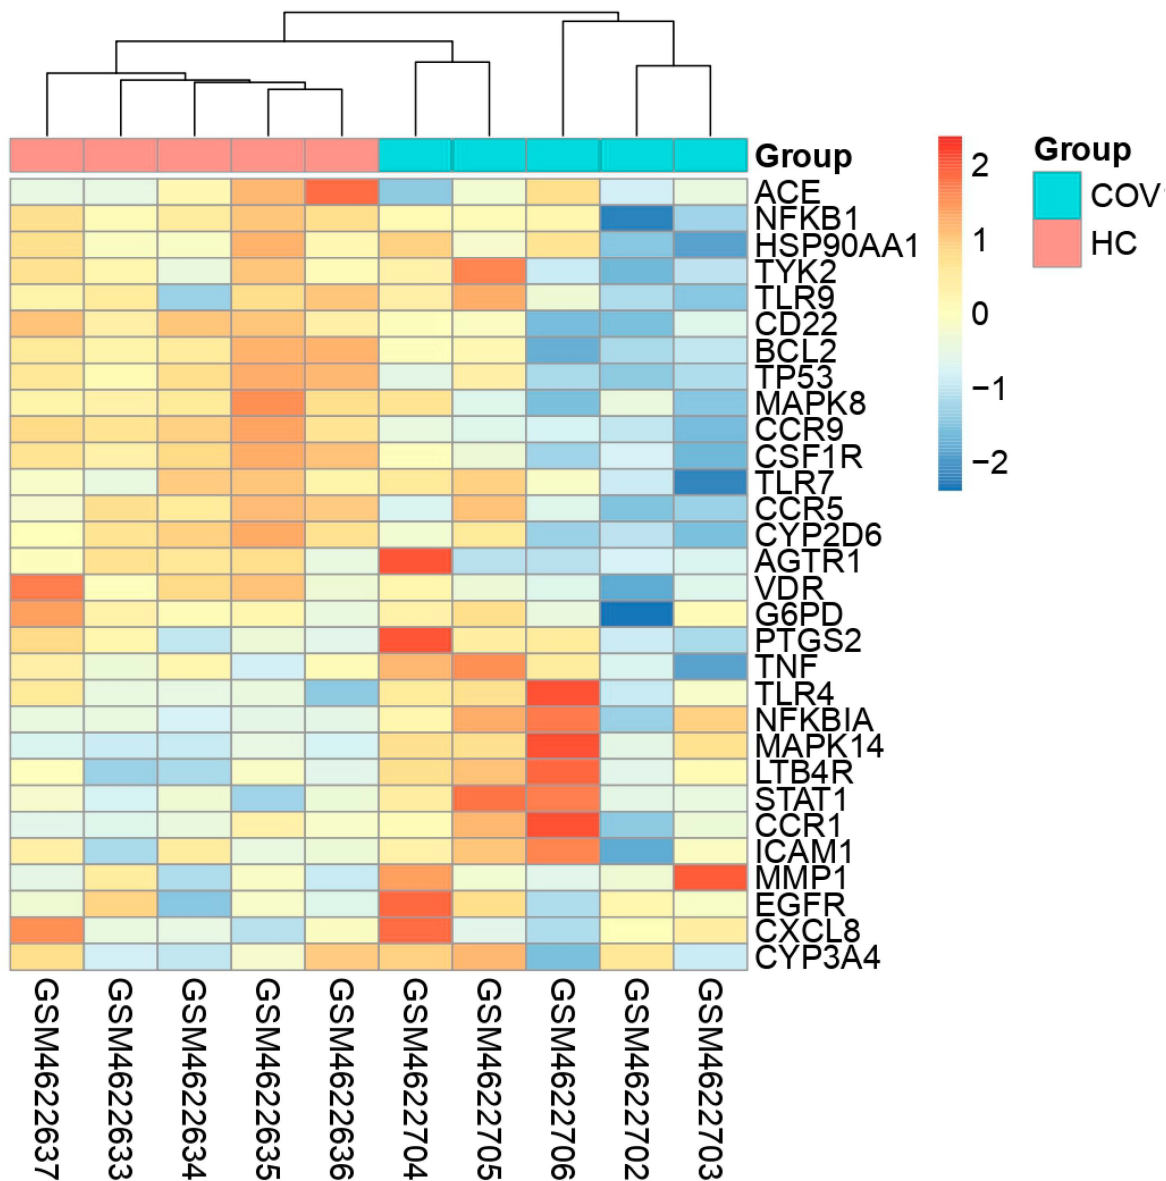 Group
ACE
NFKB1
HSP90AA1
TYK2
TLR9
CD22
BCL2
TP53
MAPK8
CCR9
CSF1R
TLR7
CCR5
CYP2D6
AGTR1
VDR
G6PD
PTGS2
TNF
TLR4
NFKBIA
MAPK14
LTB4R
STAT1
CCR1
ICAM1
MMP1
EGFR
CXCL8
CYP3A4
2
1
0
−1
−2
Group
COV
HC
GSM4622637
GSM4622633
GSM4622634
GSM4622635
GSM4622636
GSM4622704
GSM4622705
GSM4622706
GSM4622702
GSM4622703